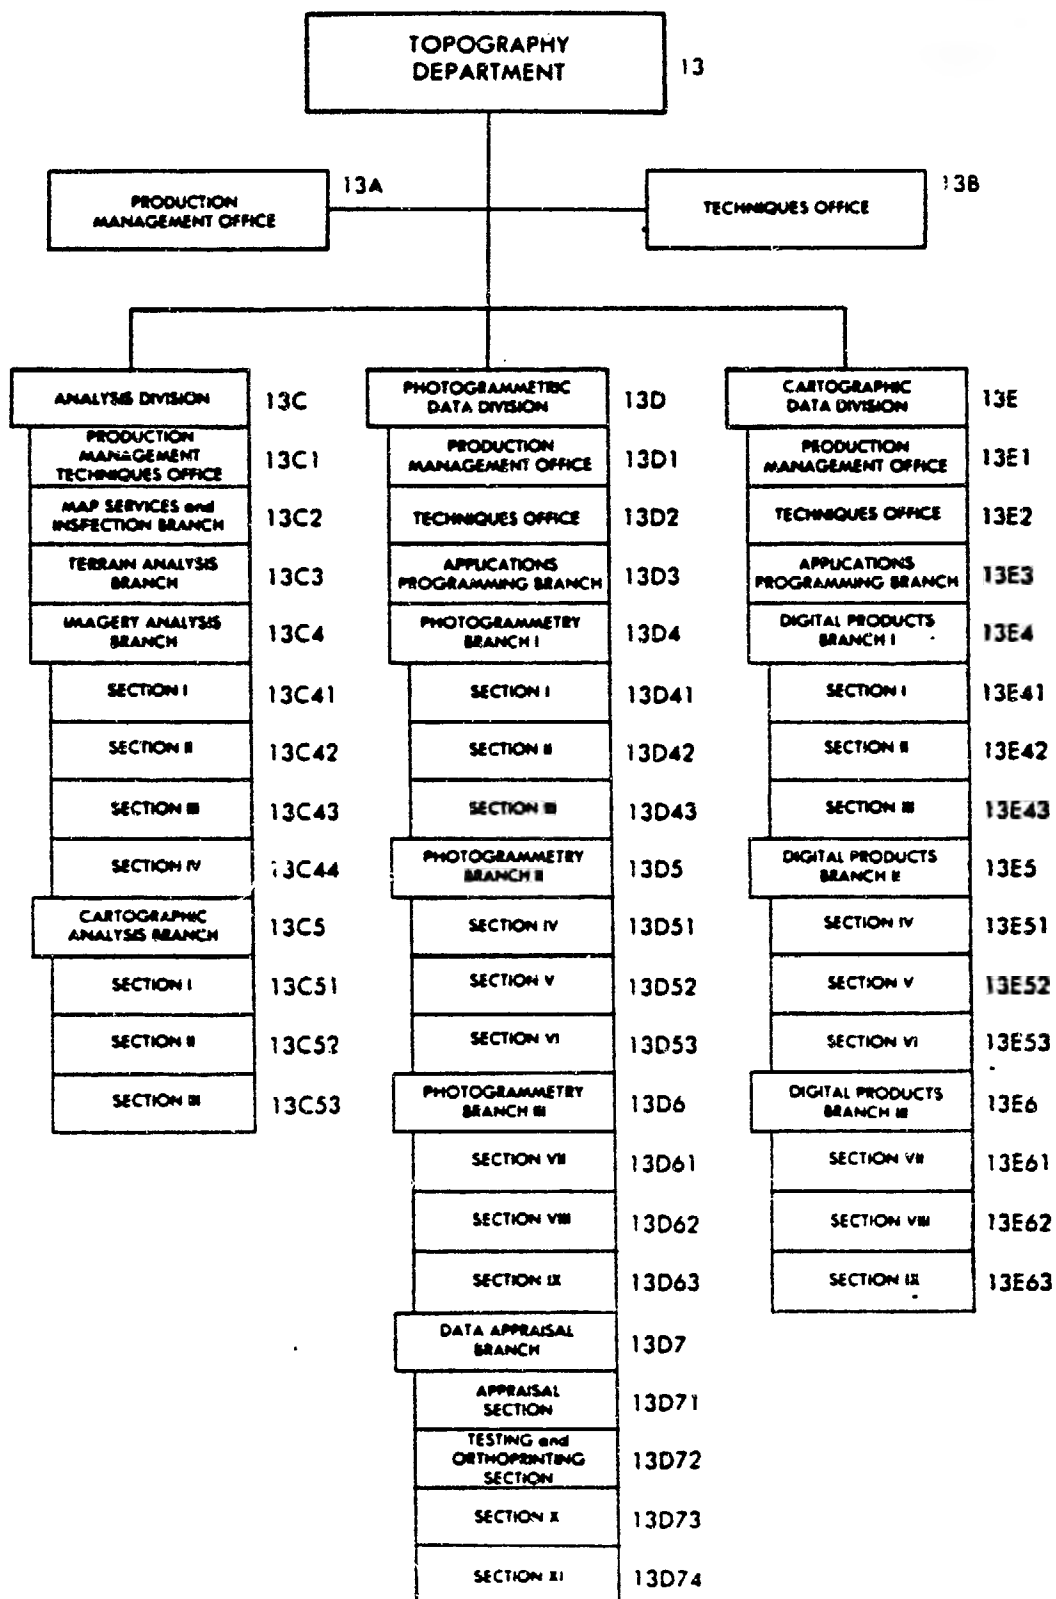 TOPOGRAPHY
DEPARTMENT
13
PRODUCTION
MANAGEMENT OFFICE
13A
TECHNIQUES OFFICE
13B
ANALYSIS DIVISION
13C
PRODUCTION
MANAGEMENT
TECHNIQUES OFFICE
13C1
MAP SERVICES and
INSPECTION BRANCH
13C2
TERRAIN ANALYSIS
BRANCH
13C3
IMAGERY ANALYSIS
BRANCH
13C4
SECTION I
13C41
SECTION II
13C42
SECTION III
13C43
SECTION IV
13C44
CARTOGRAPHIC
ANALYSIS BRANCH
13C5
SECTION I
13C51
SECTION II
13C52
SECTION III
13C53
PHOTOGRAMMETRIC
DATA DIVISION
13D
PRODUCTION
MANAGEMENT OFFICE
13D1
TECHNIQUES OFFICE
13D2
APPLICATIONS
PROGRAMMING BRANCH
13D3
PHOTOGRAMMETRY
BRANCH I
13D4
SECTION I
13D41
SECTION II
13D42
SECTION III
13D43
PHOTOGRAMMETRY
BRANCH II
13D5
SECTION IV
13D51
SECTION V
13D52
SECTION VI
13D53
PHOTOGRAMMETRY
BRANCH III
13D6
SECTION VII
13D61
SECTION VIII
13D62
SECTION IX
13D63
DATA APPRAISAL
BRANCH
13D7
APPRAISAL
SECTION
13D71
TESTING and
ORTHOPRINTING
SECTION
13D72
SECTION X
13D73
SECTION XI
13D74
CARTOGRAPHIC
DATA DIVISION
13E
PRODUCTION
MANAGEMENT OFFICE
13E1
TECHNIQUES OFFICE
13E2
APPLICATIONS
PROGRAMMING BRANCH
13E3
DIGITAL PRODUCTS
BRANCH I
13E4
SECTION I
13E41
SECTION II
13E42
SECTION III
13E43
DIGITAL PRODUCTS
BRANCH II
13E5
SECTION IV
13E51
SECTION V
13E52
SECTION VI
13E53
DIGITAL PRODUCTS
BRANCH III
13E6
SECTION VII
13E61
SECTION VIII
13E62
SECTION IX
13E63